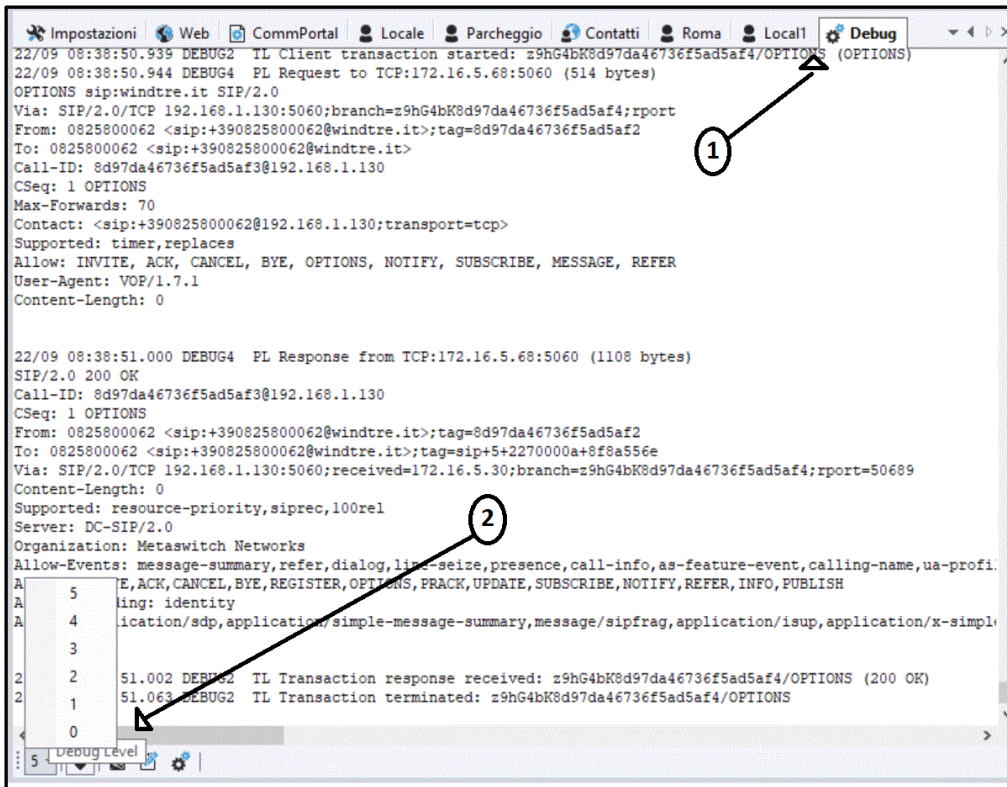 Impostazioni Web CommPortal Locale Parcheggio Contatti Roma Local1 Debug
22/09 08:38:50.939 DEBUG2 TL Client transaction started: z9hG4bK8d97da46736f5ad5af4/OPTIONS (OPTIONS)
22/09 08:38:50.944 DEBUG4 PL Request to TCP:172.16.5.68:5060 (514 bytes)
OPTIONS sip:windtre.it SIP/2.0
Via: SIP/2.0/TCP 192.168.1.130:5060;branch=z9hG4bK8d97da46736f5ad5af4;rport
From: 0825800062 <sip:+390825800062@windtre.it>;tag=8d97da46736f5ad5af2
1
To: 0825800062 <sip:+390825800062@windtre.it>
Call-ID: 8d97da46736f5ad5af3@192.168.1.130
CSeq: 1 OPTIONS
Max-Forwards: 70
Contact: <sip:+390825800062@192.168.1.130;transport=tcp>
Supported: timer,replaces
Allow: INVITE, ACK, CANCEL, BYE, OPTIONS, NOTIFY, SUBSCRIBE, MESSAGE, REFER
User-Agent: VOP/1.7.1
Content-Length: 0
22/09 08:38:51.000 DEBUG4 PL Response from TCP:172.16.5.68:5060 (1108 bytes)
SIP/2.0 200 OK
Call-ID: 8d97da46736f5ad5af3@192.168.1.130
CSeq: 1 OPTIONS
From: 0825800062 <sip:+390825800062@windtre.it>;tag=8d97da46736f5ad5af2
To: 0825800062 <sip:+390825800062@windtre.it>;tag=sip+5+2270000a+8f8a556e
Via: SIP/2.0/TCP 192.168.1.130:5060;received=172.16.5.30;branch=z9hG4bK8d97da46736f5ad5af4;rport=50689
Content-Length: 0
Supported: resource-priority,siprec,100rel
2
Server: DC-SIP/2.0
Organization: Metaswitch Networks
Allow-Events: message-summary,refer,dialog,line-seize,presence,call-info,as-feature-event,calling-name,ua-profi
A TE,ACK,CANCEL,BYE,REGISTER,OPTIONS,PRACK,UPDATE,SUBSCRIBE,NOTIFY,REFER,INFO,PUBLISH
A ding: identity
A lication/sdp,application/simple-message-summary,message/sipfrag,application/isup,application/x-simple
2 51.002 DEBUG2 TL Transaction response received: z9hG4bK8d97da46736f5ad5af4/OPTIONS (200 OK)
2 51.063 DEBUG2 TL Transaction terminated: z9hG4bK8d97da46736f5ad5af4/OPTIONS
5
4
3
2
1
0
Debug Level
5